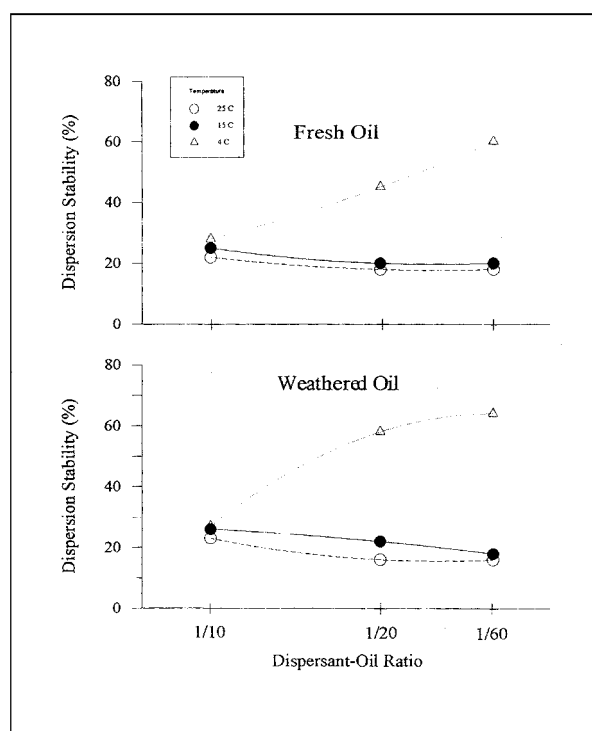 80
60
40
20
0
Dispersion Stability (%)
Temperature
25 C
15 C
4 C
Fresh Oil
80
60
40
20
0
Dispersion Stability (%)
Weathered Oil
1/10
1/20
1/60
Dispersant-Oil Ratio